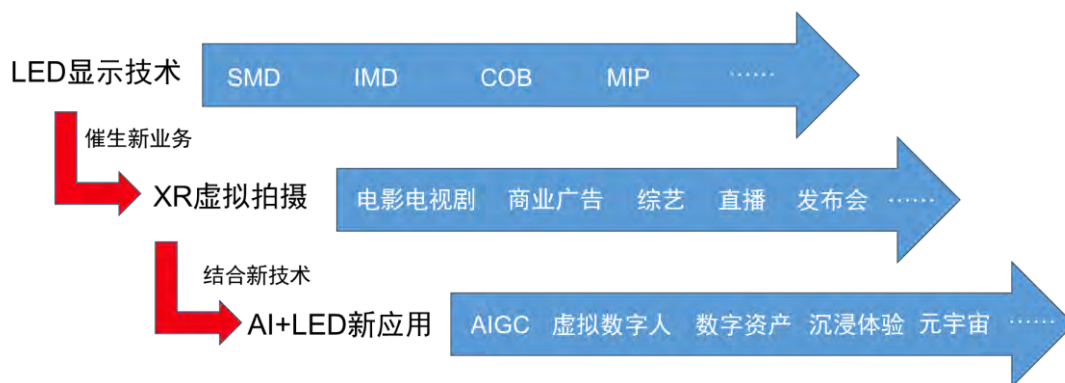 LED显示技术 SMD IMD COB MIP ……
催生新业务
XR虚拟拍摄 电影电视剧 商业广告 综艺 直播 发布会 ……
结合新技术
AI+LED新应用 AIGC 虚拟数字人 数字资产 沉浸体验 元宇宙 ……